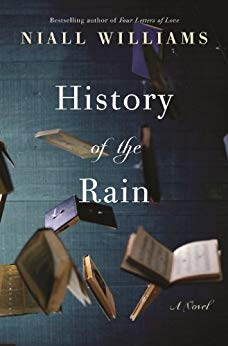 Bestselling author of Four Letters of Love
NIALL WILLIAMS
History
of the
Rain
A Novel